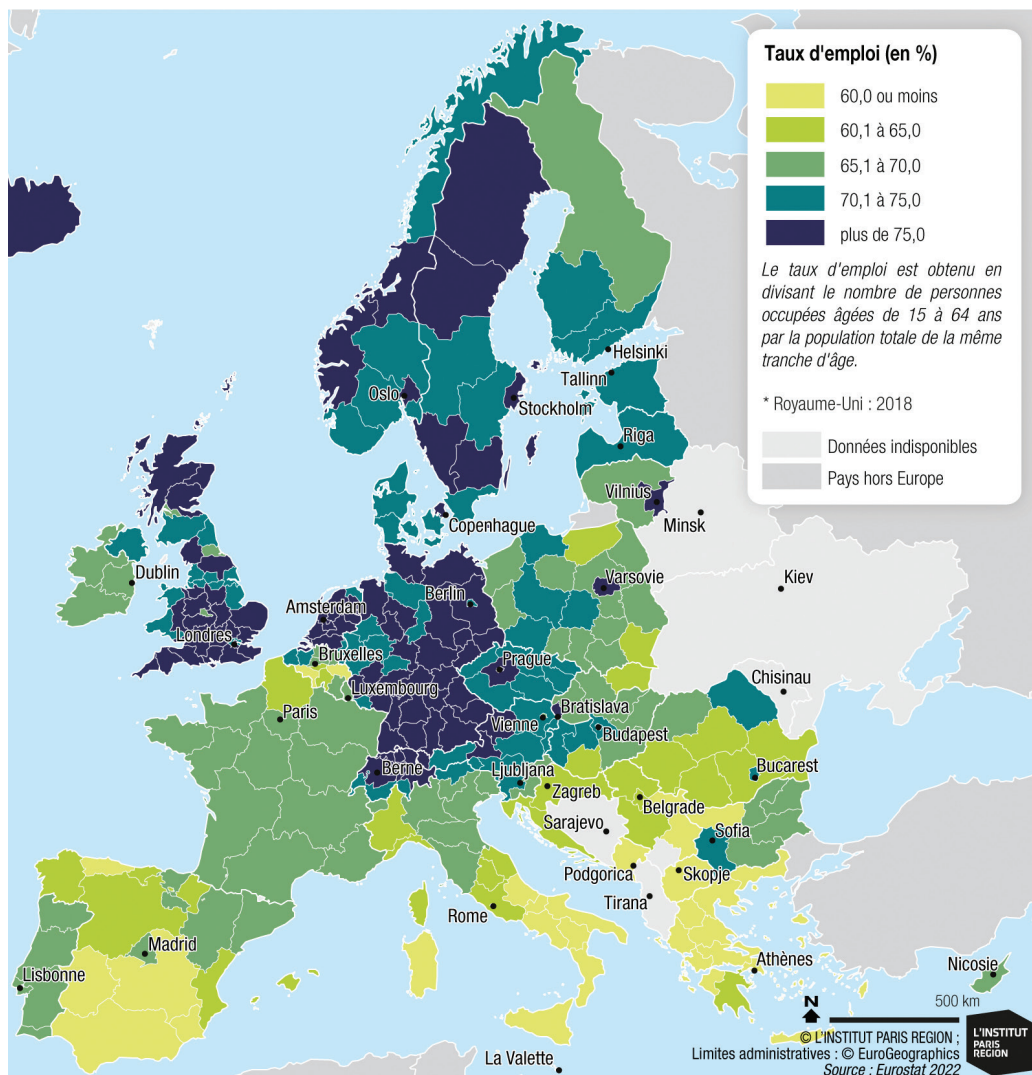 Taux d'emploi (en %)
60,0 ou moins
60,1 à 65,0
65,1 à 70,0
70,1 à 75,0
plus de 75,0
Le taux d'emploi est obtenu en
divisant le nombre de personnes
occupées âgées de 15 à 64 ans
par la population totale de la même
tranche d'âge.
* Royaume-Uni : 2018
Données indisponibles
Pays hors Europe
Helsinki
Tallinn
Oslo
Stockholm
Riga
Vilnius
Minsk
Copenhague
Dublin
Varsovie
Kiev
Berlin
Amsterdam
Londres
Bruxelles
Prague
Luxembourg
Chisinau
Paris
Bratislava
Vienne
Budapest
Berne
Ljubljana
Bucarest
Zagreb
Belgrade
Sarajevo
Sofia
Podgorica
Skopje
Tirana
Rome
Madrid
Athènes
Nicosie
Lisbonne
N
500 km
La Valette
© L'INSTITUT PARIS REGION ;
Limites administratives : © EuroGeographics
Source : Eurostat 2022
L'INSTITUT
PARIS
REGION